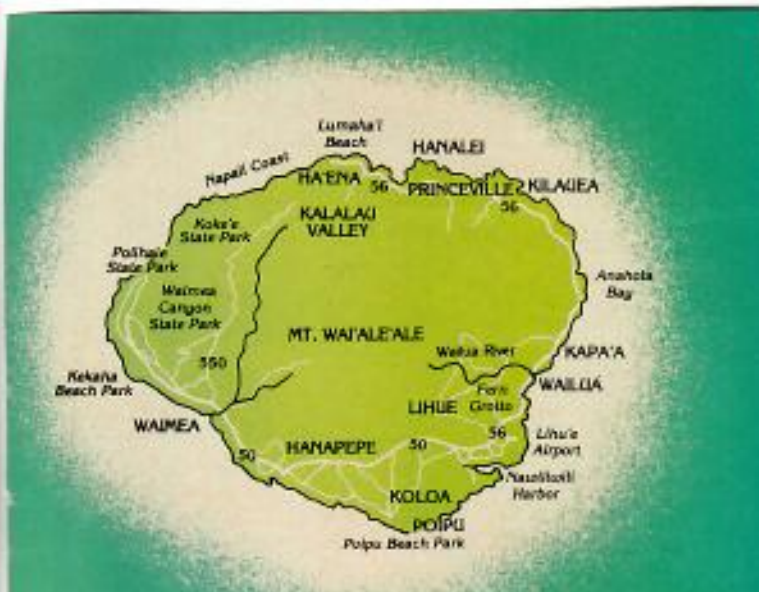 Lumaha'i
Beach
HANALEI
Napali Coast
HA'ENA
56
PRINCEVILLE
KILAUEA
56
KALALAU
VALLEY
Koke'e
State Park
Polihale
State Park
Waimea
Canyon
State Park
Anahola
Bay
MT. WAI'ALE'ALE
Wailua River
KAPA'A
550
Kekaha
Beach Park
WAILUA
Fern
Grotto
LIHUE
WAIMEA
HANAPEPE
50
56
Lihu'e
Airport
50
Nawiliwili
Harbor
KOLOA
POIPU
Poipu Beach Park